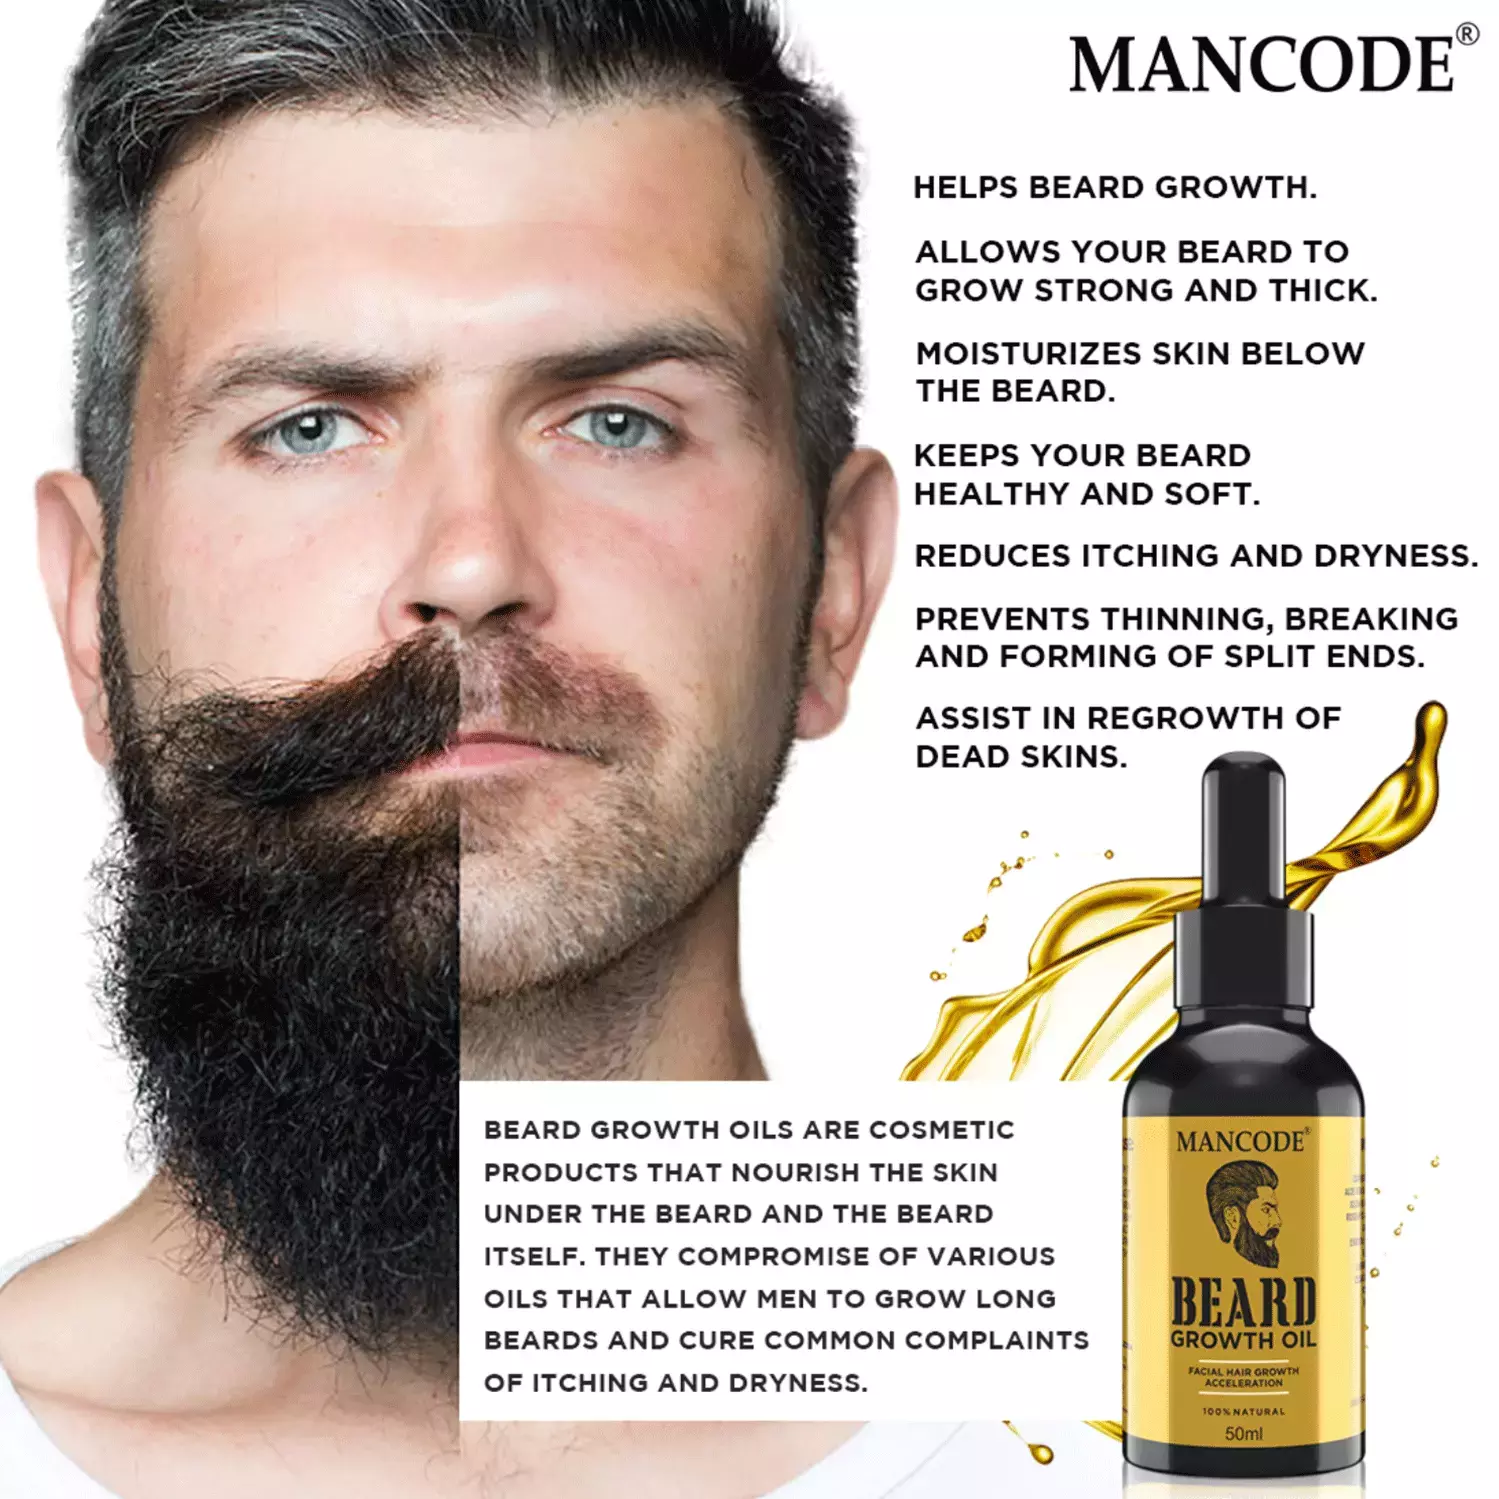 MANCODE®
HELPS BEARD GROWTH.
ALLOWS YOUR BEARD TO
GROW STRONG AND THICK.
MOISTURIZES SKIN BELOW
THE BEARD.
KEEPS YOUR BEARD
HEALTHY AND SOFT.
REDUCES ITCHING AND DRYNESS.
PREVENTS THINNING, BREAKING
AND FORMING OF SPLIT ENDS.
ASSIST IN REGROWTH OF
DEAD SKINS.
BEARD GROWTH OILS ARE COSMETIC
PRODUCTS THAT NOURISH THE SKIN
UNDER THE BEARD AND THE BEARD
ITSELF. THEY COMPROMISE OF VARIOUS
OILS THAT ALLOW MEN TO GROW LONG
BEARDS AND CURE COMMON COMPLAINTS
OF ITCHING AND DRYNESS.
MANCODE®
BEARD
GROWTH OIL
FACIAL HAIR GROWTH
ACCELERATION
100% NATURAL
50ml